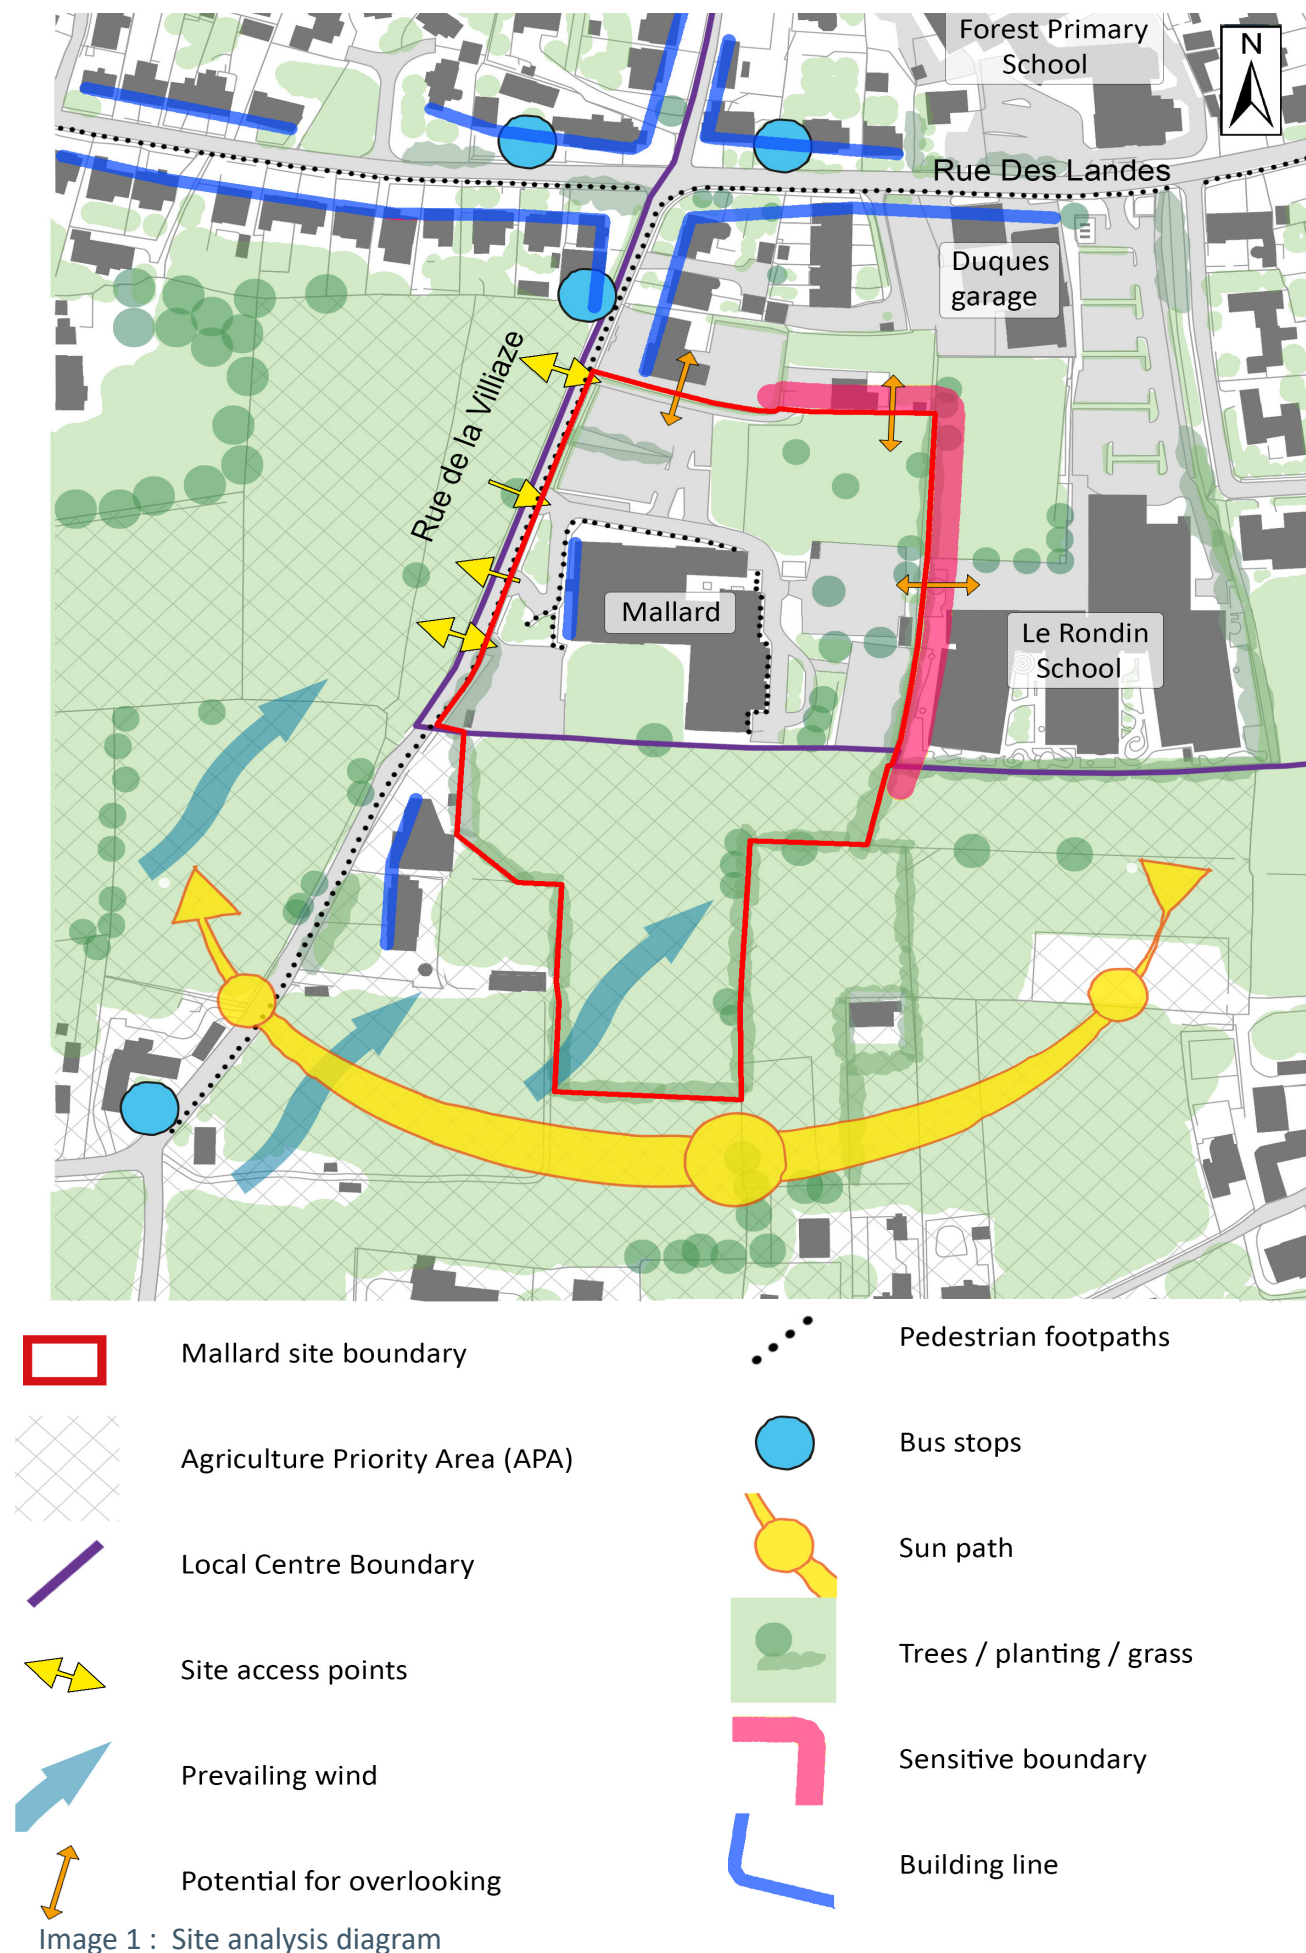 Forest Primary
School
N
Rue Des Landes
Duques
garage
Rue de la Villiaze
Mallard
Le Rondin
School
Mallard site boundary
Agriculture Priority Area (APA)
Local Centre Boundary
Site access points
Prevailing wind
Potential for overlooking
Pedestrian footpaths
Bus stops
Sun path
Trees / planting / grass
Sensitive boundary
Building line
Image 1 : Site analysis diagram